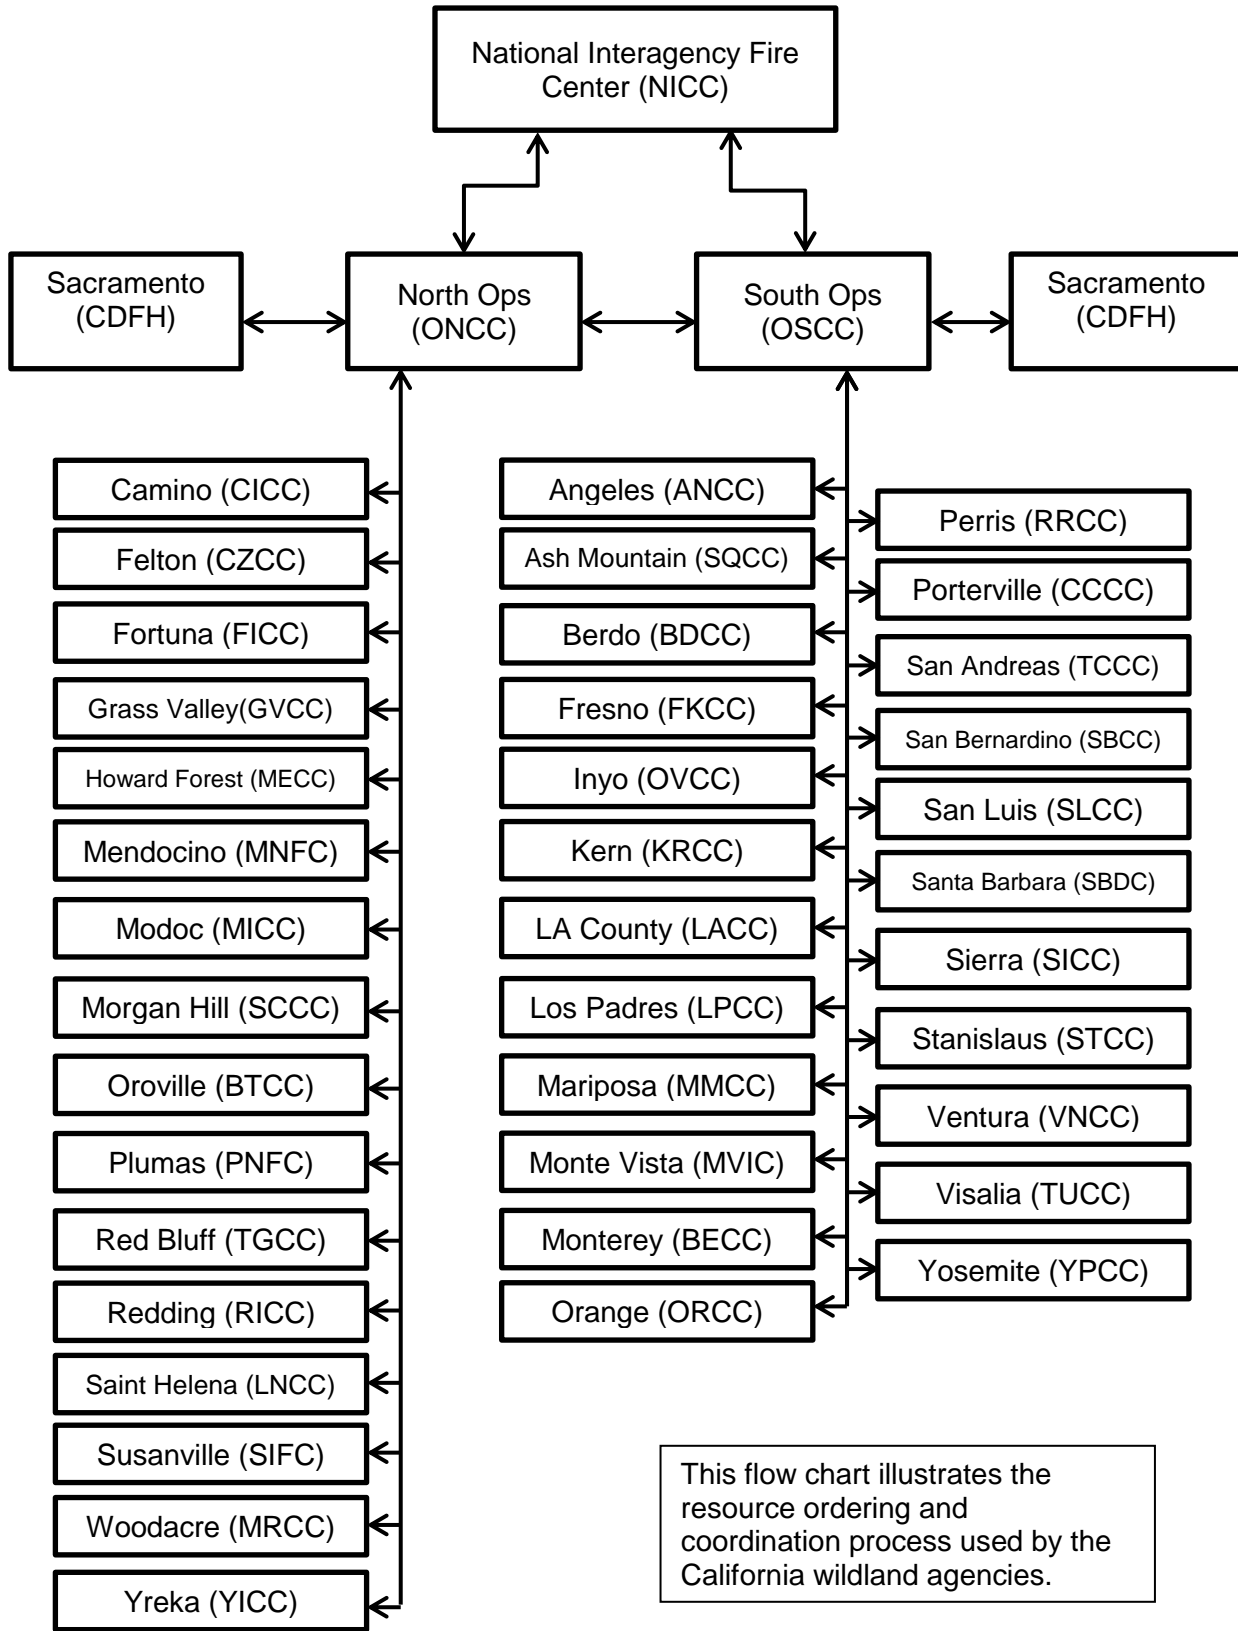 National Interagency Fire
Center (NICC)
Sacramento
(CDFH)
North Ops
(ONCC)
South Ops
(OSCC)
Sacramento
(CDFH)
Camino (CICC)
Felton (CZCC)
Fortuna (FICC)
Grass Valley(GVCC)
Howard Forest (MECC)
Mendocino (MNFC)
Modoc (MICC)
Morgan Hill (SCCC)
Oroville (BTCC)
Plumas (PNFC)
Red Bluff (TGCC)
Redding (RICC)
Saint Helena (LNCC)
Susanville (SIFC)
Woodacre (MRCC)
Yreka (YICC)
Angeles (ANCC)
Ash Mountain (SQCC)
Berdo (BDCC)
Fresno (FKCC)
Inyo (OVCC)
Kern (KRCC)
LA County (LACC)
Los Padres (LPCC)
Mariposa (MMCC)
Monte Vista (MVIC)
Monterey (BECC)
Orange (ORCC)
Perris (RRCC)
Porterville (CCCC)
San Andreas (TCCC)
San Bernardino (SBCC)
San Luis (SLCC)
Santa Barbara (SBDC)
Sierra (SICC)
Stanislaus (STCC)
Ventura (VNCC)
Visalia (TUCC)
Yosemite (YPCC)
This flow chart illustrates the
resource ordering and
coordination process used by the
California wildland agencies.